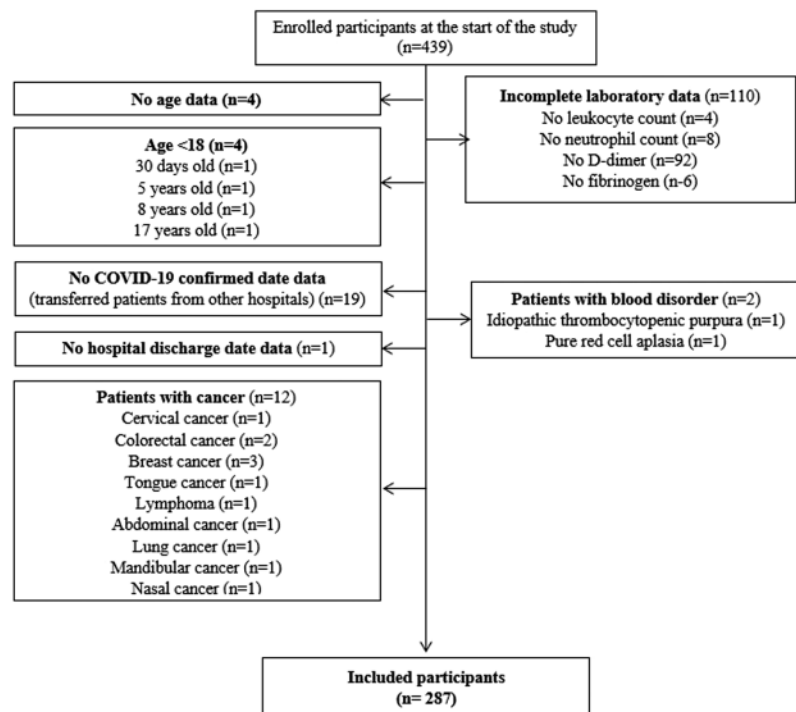 Enrolled participants at the start of the study
(n=439)
No age data (n=4)
Incomplete laboratory data (n=110)
No leukocyte count (n=4)
No neutrophil count (n=8)
No D-dimer (n=92)
No fibrinogen (n-6)
Age <18 (n=4)
30 days old (n=1)
5 years old (n=1)
8 years old (n=1)
17 years old (n=1)
No COVID-19 confirmed date data
(transferred patients from other hospitals) (n=19)
Patients with blood disorder (n=2)
Idiopathic thrombocytopenic purpura (n=1)
Pure red cell aplasia (n=1)
No hospital discharge date data (n=1)
Patients with cancer (n=12)
Cervical cancer (n=1)
Colorectal cancer (n=2)
Breast cancer (n=3)
Tongue cancer (n=1)
Lymphoma (n=1)
Abdominal cancer (n=1)
Lung cancer (n=1)
Mandibular cancer (n=1)
Nasal cancer (n=1)
Included participants
(n= 287)